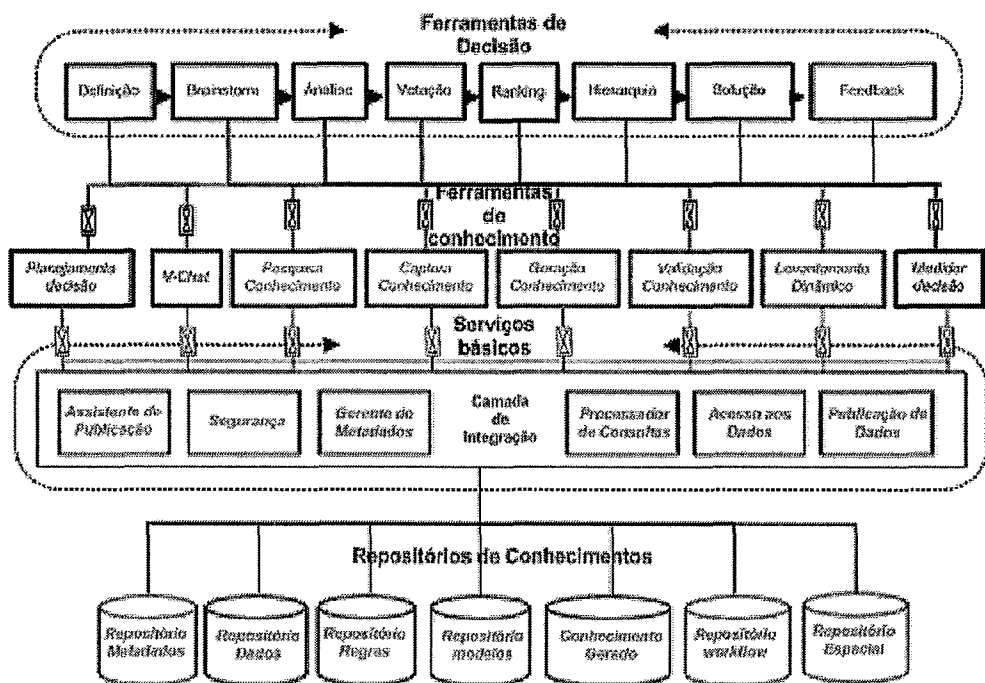 Ferramentas de
Decisão
Definição
Brainstorm
Análise
Votação
Ranking
Hierarquia
Solução
Feedback
Ferramentas
de
conhecimento
Planejamento
decisão
V-Chat
Pesquisa
Conhecimento
Captura
Conhecimento
Geração
Conhecimento
Validação
Conhecimento
Levantamento
Dinâmico
Medidor
decisão
Serviços
básicos
Assistente de
Publicação
Segurança
Gerente de
Metadados
Camada
de
Integração
Processador
de Consultas
Acesso aos
Dados
Publicação de
Dados
Repositórios de Conhecimentos
Repositório
Metadados
Repositório
Dados
Repositório
Regras
Repositório
modelos
Conhecimento
Gerado
Repositório
workflow
Repositório
Espacial